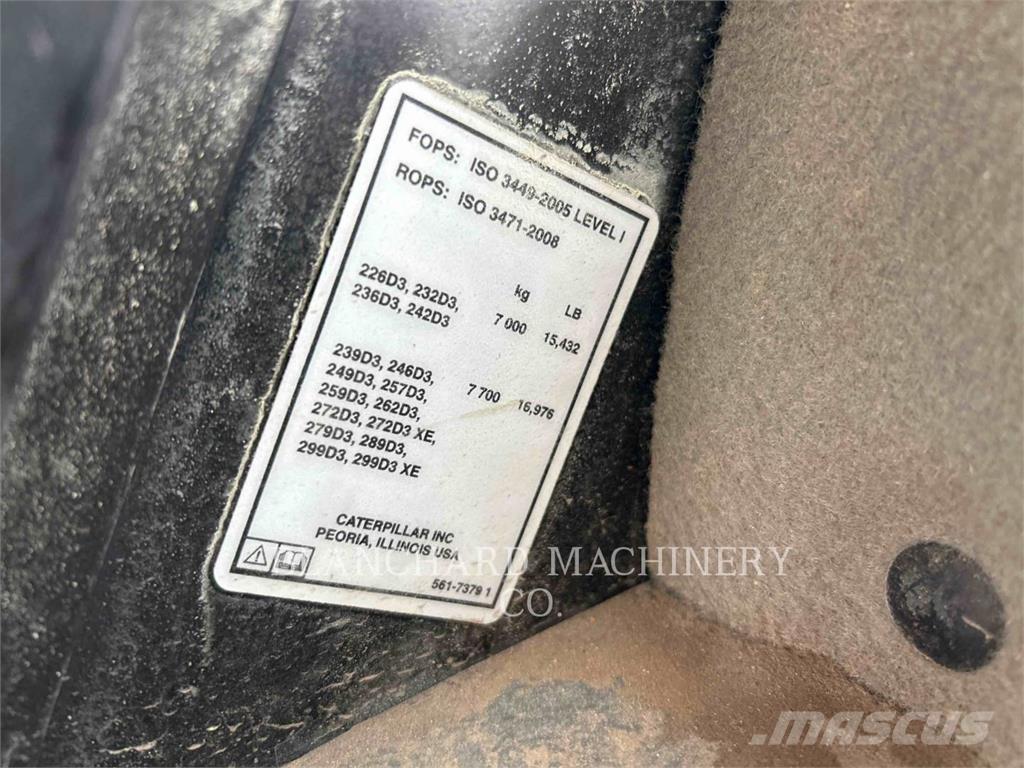 FOPS: ISO 3449-2005 LEVEL I
ROPS: ISO 3471-2008
kg LB
226D3, 232D3,
236D3, 242D3 7 000 15,432
239D3, 246D3,
249D3, 257D3, 7 700 16,976
259D3, 262D3,
272D3, 272D3 XE,
279D3, 289D3,
299D3, 299D3 XE
CATERPILLAR INC
PEORIA, ILLINOIS USA
561-7379 1
ANCHARD MACHINERY
CO.
MASCUS